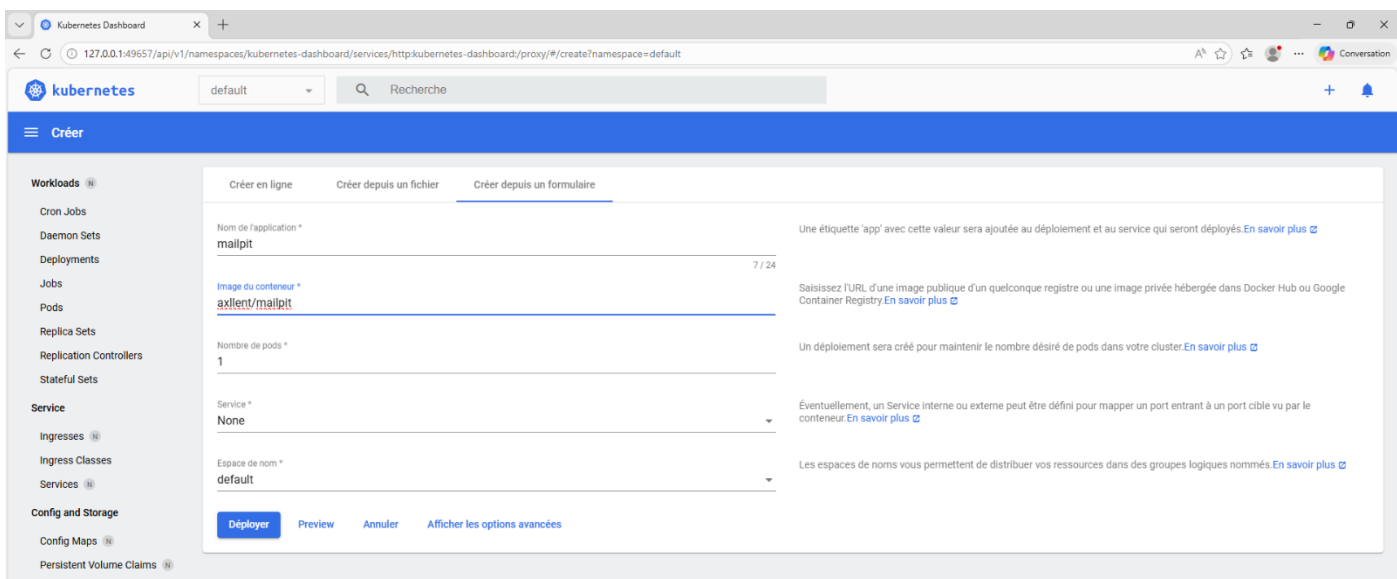 Kubernetes Dashboard
127.0.0.1:49657/api/v1/namespaces/kubernetes-dashboard/services/http:kubernetes-dashboard:/proxy/#/create?namespace=default
Conversation
kubernetes
default
Recherche
Créer
Workloads N
Cron Jobs
Daemon Sets
Deployments
Jobs
Pods
Replica Sets
Replication Controllers
Stateful Sets
Service
Ingresses N
Ingress Classes
Services N
Config and Storage
Config Maps N
Persistent Volume Claims N
Créer en ligne
Créer depuis un fichier
Créer depuis un formulaire
Nom de l'application *
mailpit
7 / 24
Une étiquette 'app' avec cette valeur sera ajoutée au déploiement et au service qui seront déployés.En savoir plus
Image du conteneur *
axllent/mailpit
Saisissez l'URL d'une image publique d'un quelconque registre ou une image privée hébergée dans Docker Hub ou Google
Container Registry.En savoir plus
Nombre de pods *
1
Un déploiement sera créé pour maintenir le nombre désiré de pods dans votre cluster.En savoir plus
Service *
None
Éventuellement, un Service interne ou externe peut être défini pour mapper un port entrant à un port cible vu par le
conteneur.En savoir plus
Espace de nom *
default
Les espaces de noms vous permettent de distribuer vos ressources dans des groupes logiques nommés.En savoir plus
Déployer
Preview
Annuler
Afficher les options avancées